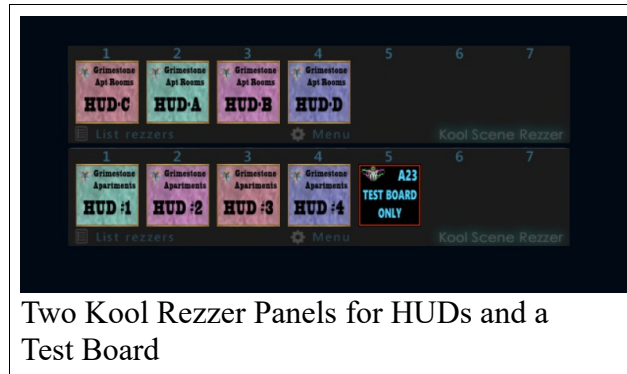 1 2 3 4 5 6 7
Grimestone Apt Rooms HUD·C
Grimestone Apt Rooms HUD·A
Grimestone Apt Rooms HUD·B
Grimestone Apt Rooms HUD·D
List rezzers Menu Kool Scene Rezzer
1 2 3 4 5 6 7
Grimestone Apartments HUD #1
Grimestone Apartments HUD #2
Grimestone Apartments HUD #3
Grimestone Apartments HUD #4
A23
TEST BOARD
ONLY
List rezzers Menu Kool Scene Rezzer
Two Kool Rezzer Panels for HUDs and a
Test Board